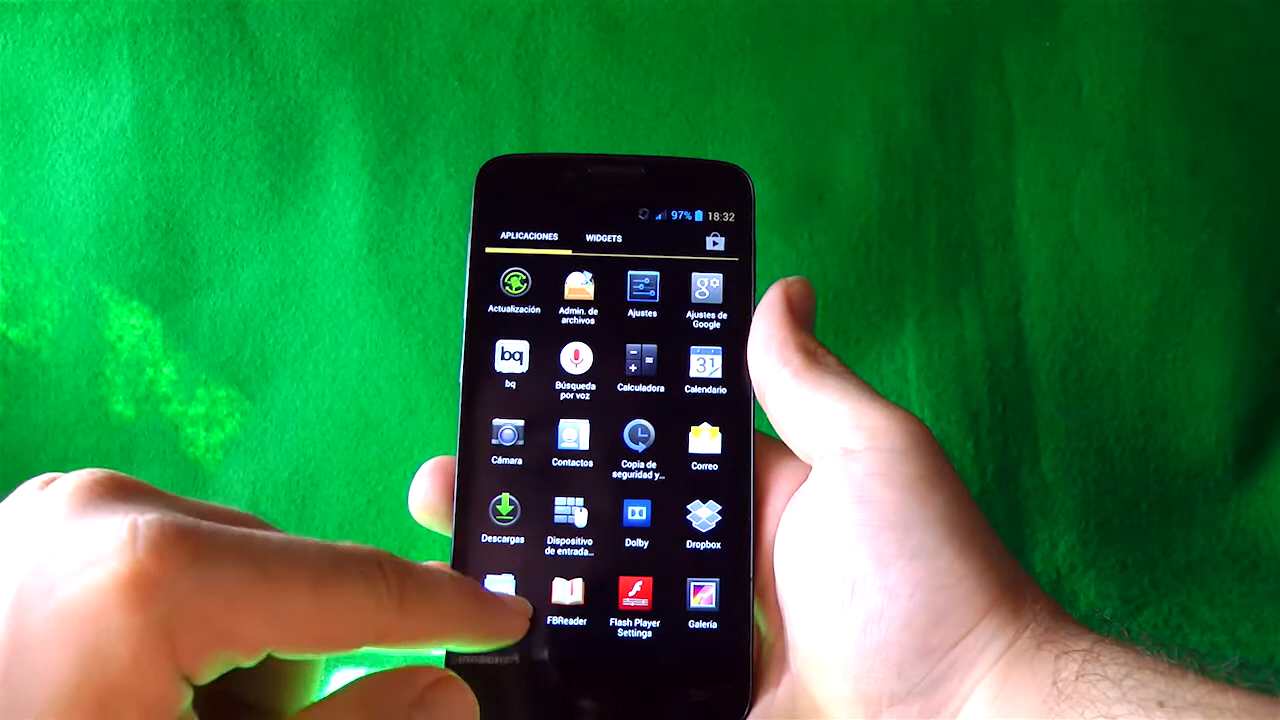 97% 18:32
APLICACIONES WIDGETS
Actualización
Admin. de
archivos
Ajustes
Ajustes de
Google
bq
bq
Búsqueda
por voz
Calculadora
31
Calendario
Cámara
Contactos
Copia de
seguridad y...
Correo
Descargas
Dispositivo
de entrada...
Dolby
Dropbox
FBReader
Flash Player
Settings
Galería